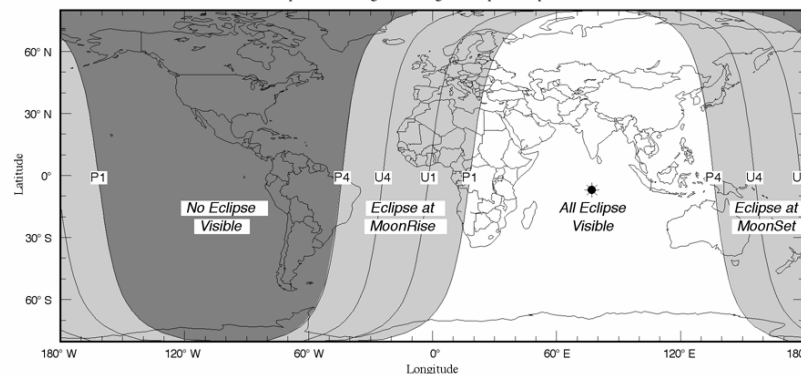 60° N
30° N
0°
30° S
60° S
Latitude
P1
P4
U4
U1
P1
P4
U4
No Eclipse
Visible
Eclipse at
MoonRise
All Eclipse
Visible
Eclipse at
MoonSet
180° W
120° W
60° W
0°
60° E
120° E
Longitude